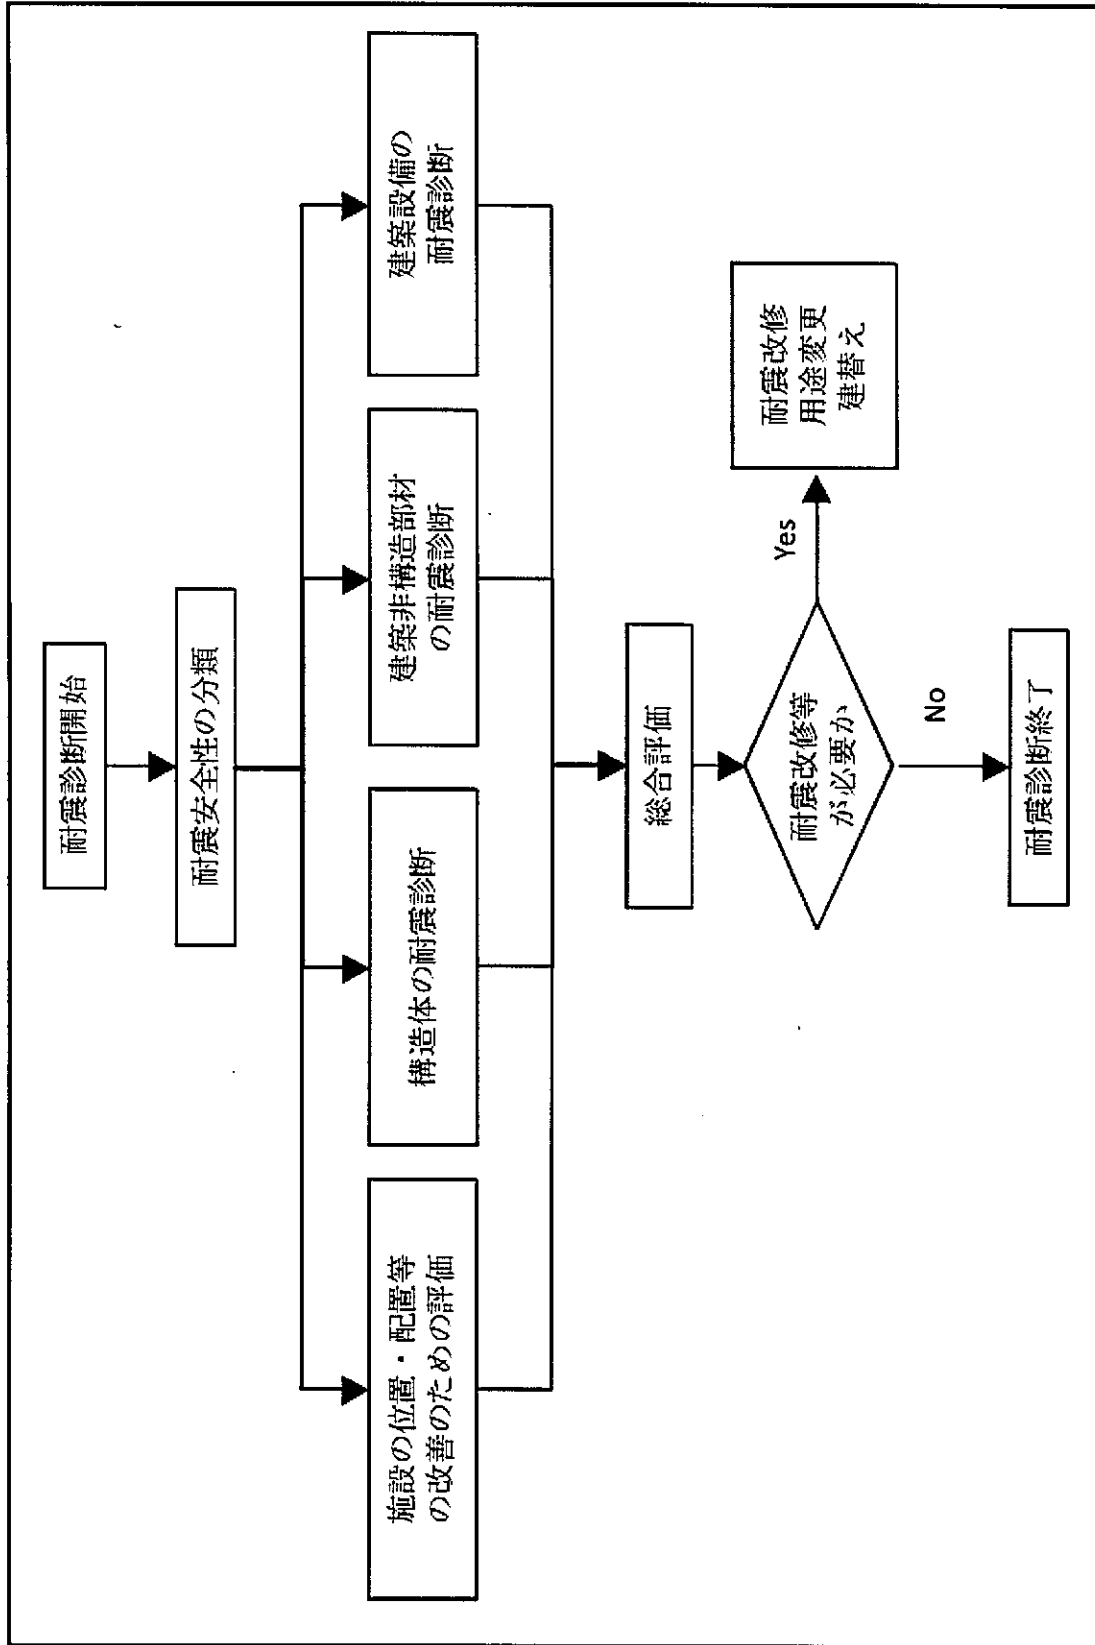 耐震診断開始
耐震安全性の分類
施設の位置・配置等
の改善のための評価
構造体の耐震診断
建築非構造部材
の耐震診断
建築設備の
耐震診断
総合評価
耐震改修等
が必要か
Yes
耐震改修
用途変更
建替え
No
耐震診断終了